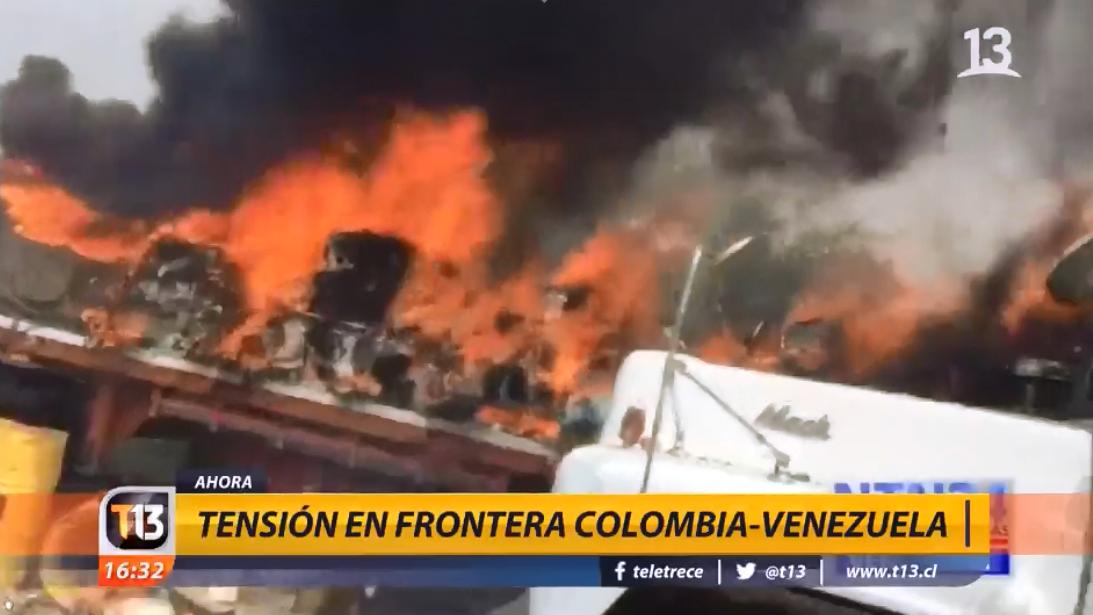 13
Mack
AHORA
T13
TENSIÓN EN FRONTERA COLOMBIA-VENEZUELA
16:32
teletrece
@t13
www.t13.cl